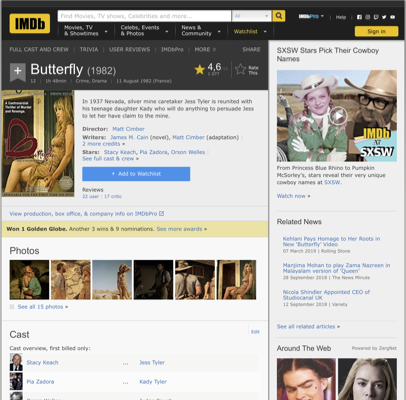 IMDb
Find Movies, TV shows, Celebrities and more...
All
IMDbPro
Help
Movies, TV
& Showtimes
Celebs, Events
& Photos
News &
Community
Watchlist
Sign in
FULL CAST AND CREW
TRIVIA
USER REVIEWS
IMDbPro
MORE
SHARE
Butterfly (1982)
4,6
Rate
This
12 | 1h 48min | Crime, Drama | 11 August 1982 (France)
In 1937 Nevada, silver mine caretaker Jess Tyler is reunited with
his teenage daughter Kady who will do anything to persuade Jess
to let her have claim to the mine.
Director: Matt Cimber
Writers: James M. Cain (novel), Matt Cimber (adaptation) |
2 more credits »
Stars: Stacy Keach, Pia Zadora, Orson Welles |
See full cast & crew »
+ Add to Watchlist
Reviews
22 user | 17 critic
View production, box office, & company info on IMDbPro
Won 1 Golden Globe. Another 3 wins & 9 nominations. See more awards »
Photos
See all 15 photos »
Cast
Edit
Cast overview, first billed only:
Stacy Keach ... Jess Tyler
Pia Zadora ... Kady Tyler
SXSW Stars Pick Their Cowboy
Names
IMDb
AT
SXSW
From Princess Blue Rhino to Pumpkin
McSorley's, stars reveal their very unique
cowboy names at SXSW.
Watch now »
Related News
Kehlani Pays Homage to Her Roots in
New 'Butterfly' Video
07 March 2019 | Rolling Stone
Manjima Mohan to play Zama Nazreen in
Malayalam version of 'Queen'
28 September 2018 | The News Minute
Nicola Shindler Appointed CEO of
Studiocanal UK
12 September 2018 | Variety
See all related articles »
Around The Web
Powered by ZergNet